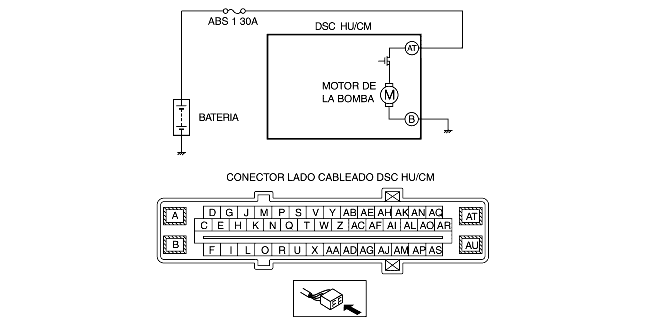 ABS 1 30A
DSC HU/CM
AT
MOTOR DE
LA BOMBA
M
BATERIA
B
CONECTOR LADO CABLEADO DSC HU/CM
A D G J M P S V Y AB AE AH AK AN AQ AT
C E H K N Q T W Z AC AF AI AL AO AR
B F I L O R U X AA AD AG AJ AM AP AS AU